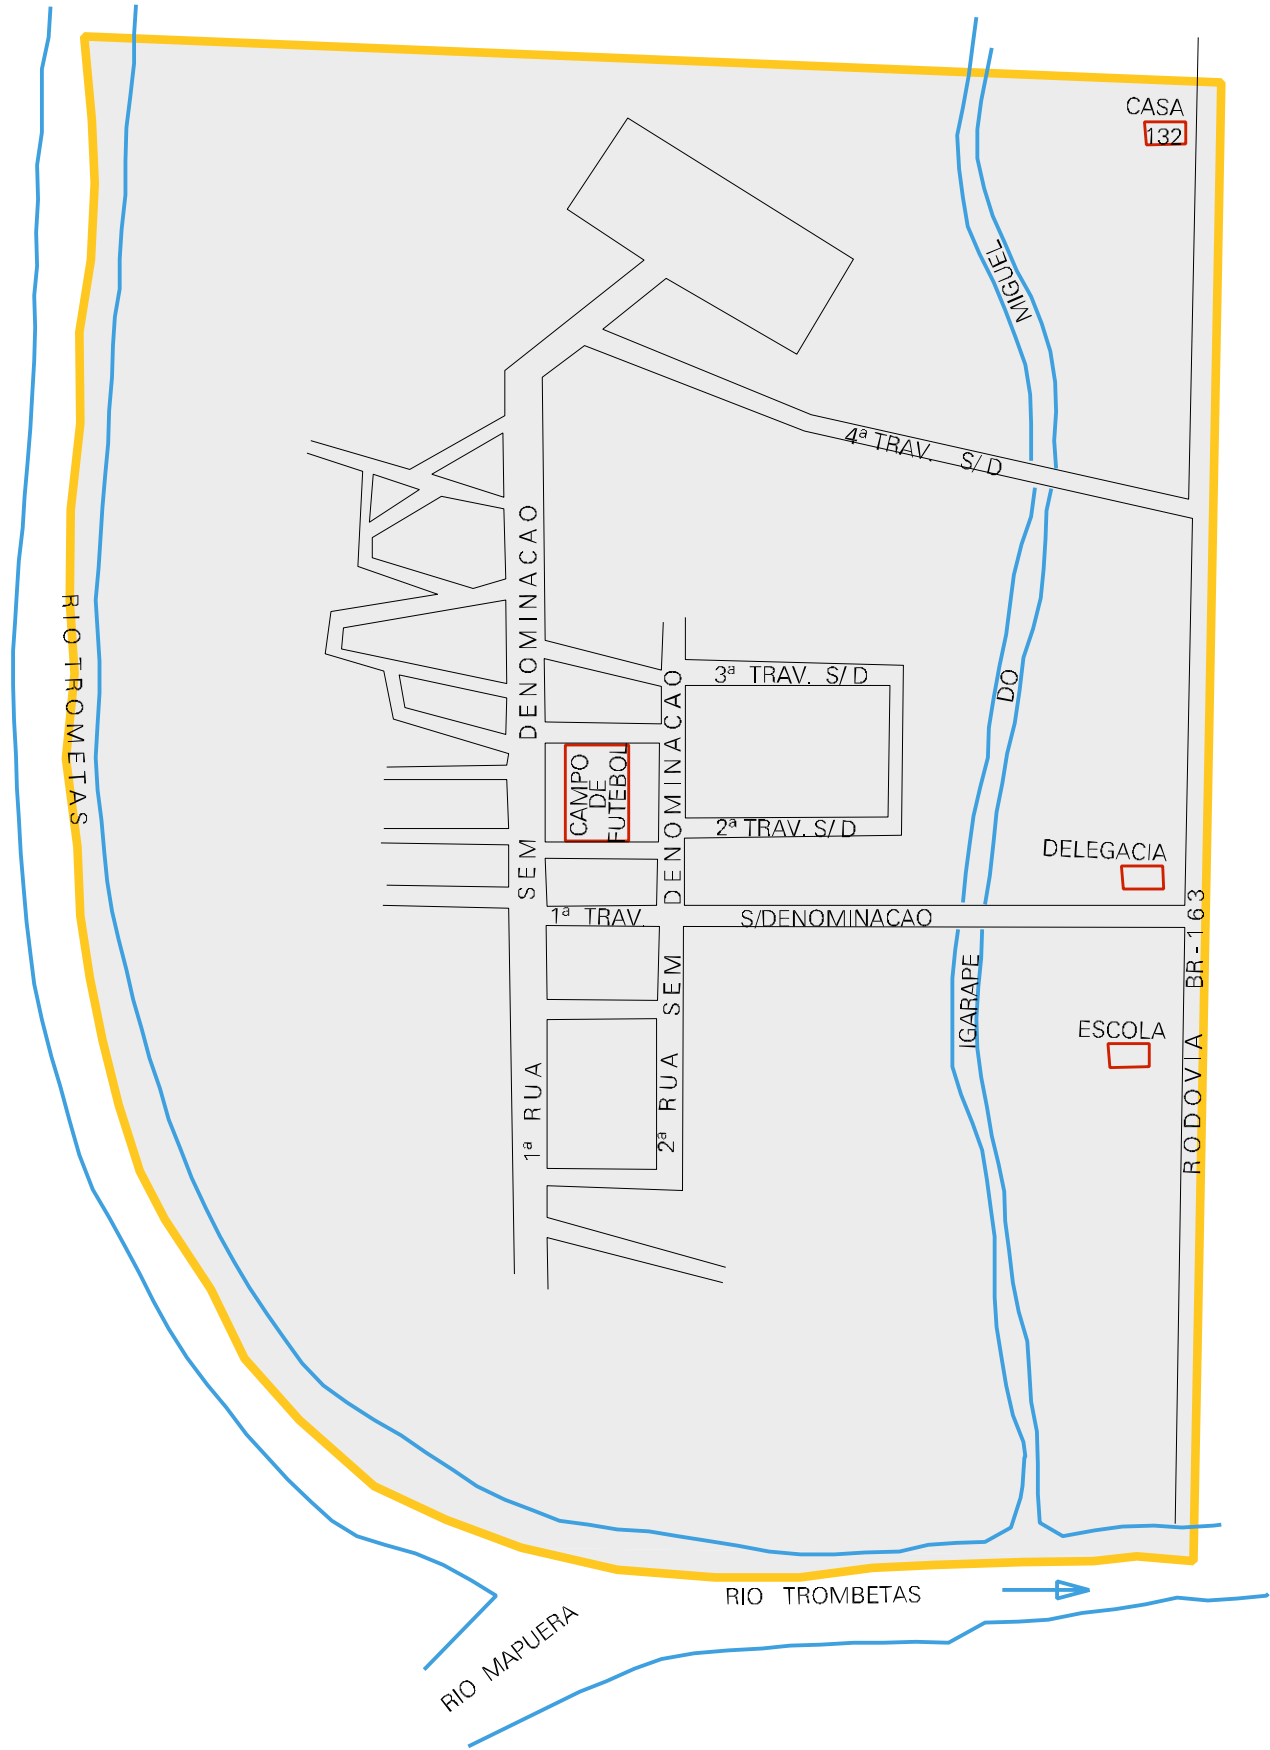 CASA
132
MIGUEL
4ª TRAV. S/D
RIO TROMETAS
1ª RUA SEM DENOMINACAO
2ª RUA SEM DENOMINACAO
3ª TRAV. S/D
CAMPO
DE
FUTEBOL
2ª TRAV. S/D
DO
DELEGACIA
1ª TRAV. S/DENOMINACAO
IGARAPE
RODOVIA BR-163
ESCOLA
RIO TROMBETAS
RIO MAPUERA